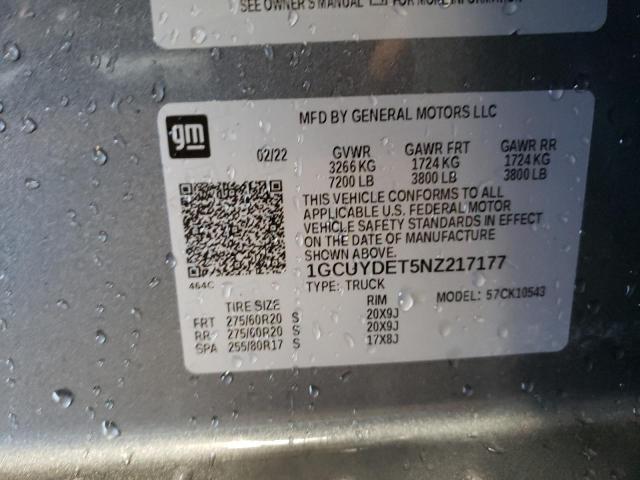 SEE OWNER'S MANUAL FOR MORE INFORMATION
gm
MFD BY GENERAL MOTORS LLC
02/22 GVWR GAWR FRT GAWR RR
3266 KG 1724 KG 1724 KG
7200 LB 3800 LB 3800 LB
THIS VEHICLE CONFORMS TO ALL
APPLICABLE U.S. FEDERAL MOTOR
VEHICLE SAFETY STANDARDS IN EFFECT
ON THE DATE OF MANUFACTURE
SHOWN ABOVE.
1GCUYDET5NZ217177
464C
TYPE: TRUCK MODEL: 57CK10543
TIRE SIZE RIM
FRT 275/60R20 S 20X9J
RR 275/60R20 S 20X9J
SPA 255/80R17 S 17X8J